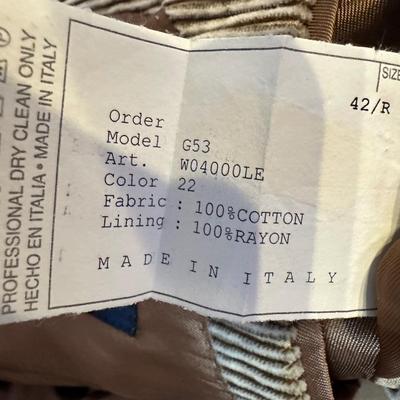 SIZE
42/R
Order
Model G53
Art. W04000LE
Color 22
Fabric : 100%COTTON
Lining : 100%RAYON
MADE IN ITALY
PROFESSIONAL DRY CLEAN ONLY
HECHO EN ITALIA • MADE IN ITALY